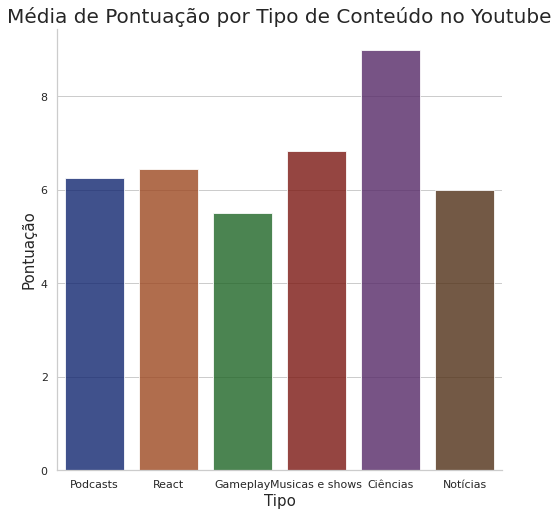 Média de Pontuação por Tipo de Conteúdo no Youtube
Pontuação
8
6
4
2
0
Podcasts React Gameplay Musicas e shows Ciências Notícias
Tipo